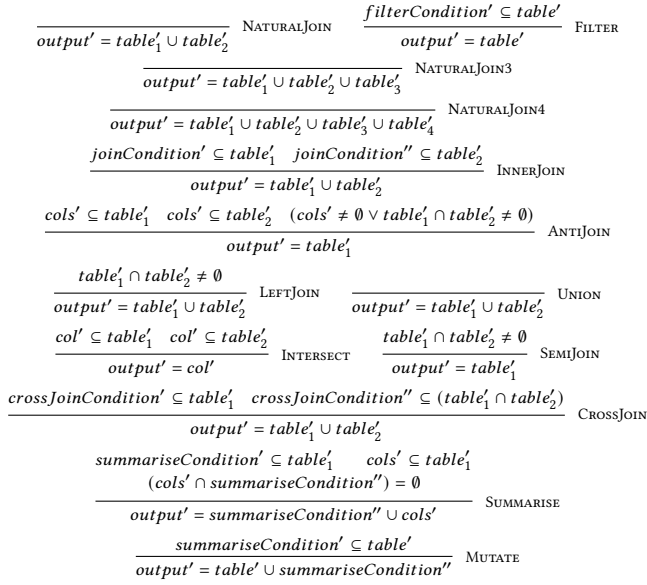 output′ = table′₁ ∪ table′₂ NATURALJOIN
filterCondition′ ⊆ table′
output′ = table′ FILTER
output′ = table′₁ ∪ table′₂ ∪ table′₃ NATURALJOIN3
output′ = table′₁ ∪ table′₂ ∪ table′₃ ∪ table′₄ NATURALJOIN4
joinCondition′ ⊆ table′₁ joinCondition′′ ⊆ table′₂
output′ = table′₁ ∪ table′₂ INNERJOIN
cols′ ⊆ table′₁ cols′ ⊆ table′₂ (cols′ ≠ ∅ ∨ table′₁ ∩ table′₂ ≠ ∅)
output′ = table′₁ ANTIJOIN
table′₁ ∩ table′₂ ≠ ∅
output′ = table′₁ ∪ table′₂ LEFTJOIN
output′ = table′₁ ∪ table′₂ UNION
col′ ⊆ table′₁ col′ ⊆ table′₂
output′ = col′ INTERSECT
table′₁ ∩ table′₂ ≠ ∅
output′ = table′₁ SEMIJOIN
crossJoinCondition′ ⊆ table′₁ crossJoinCondition′′ ⊆ (table′₁ ∩ table′₂)
output′ = table′₁ ∪ table′₂ CROSSJOIN
summariseCondition′ ⊆ table′₁ cols′ ⊆ table′₁
(cols′ ∩ summariseCondition′′) = ∅
output′ = summariseCondition′′ ∪ cols′ SUMMARISE
summariseCondition′ ⊆ table′
output′ = table′ ∪ summariseCondition′′ MUTATE